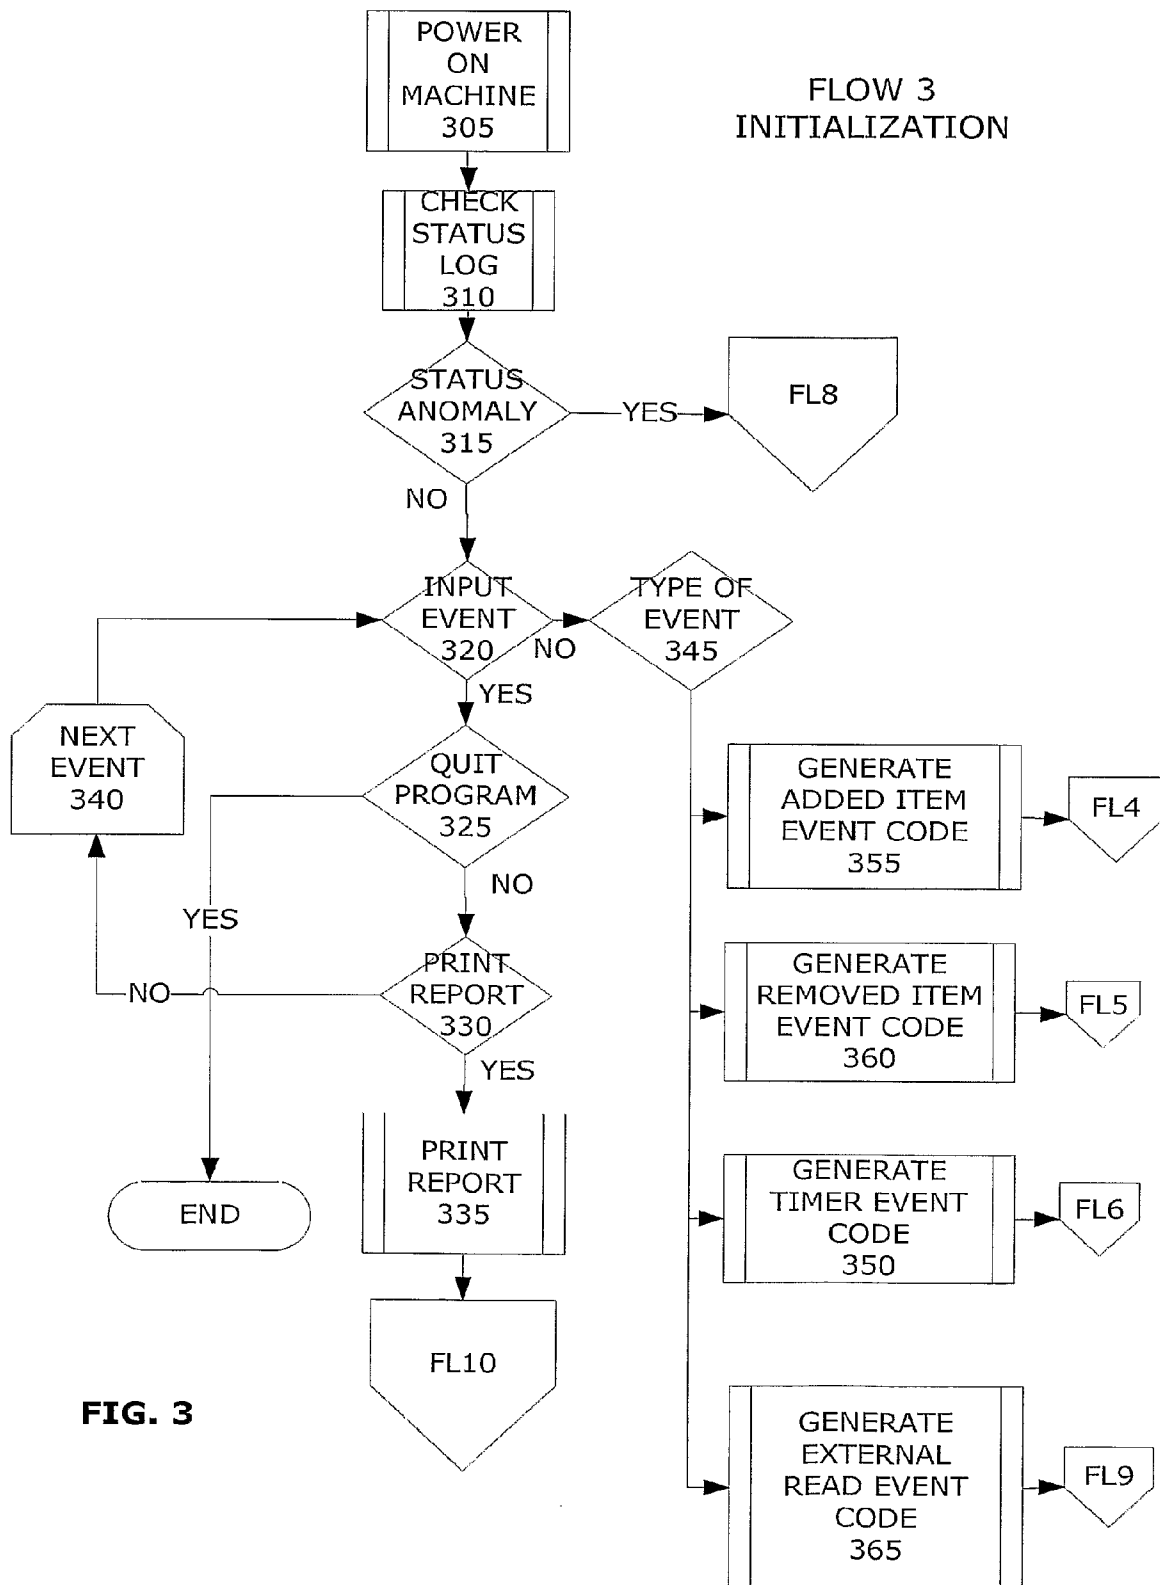 POWER
ON
MACHINE
305
FLOW 3
INITIALIZATION
CHECK
STATUS
LOG
310
STATUS
ANOMALY
315
YES
FL8
NO
INPUT
EVENT
320
NO
TYPE OF
EVENT
345
YES
NEXT
EVENT
340
QUIT
PROGRAM
325
GENERATE
ADDED ITEM
EVENT CODE
355
FL4
NO
YES
PRINT
REPORT
330
NO
GENERATE
REMOVED ITEM
EVENT CODE
360
FL5
YES
PRINT
REPORT
335
END
GENERATE
TIMER EVENT
CODE
350
FL6
FL10
FIG. 3
GENERATE
EXTERNAL
READ EVENT
CODE
365
FL9